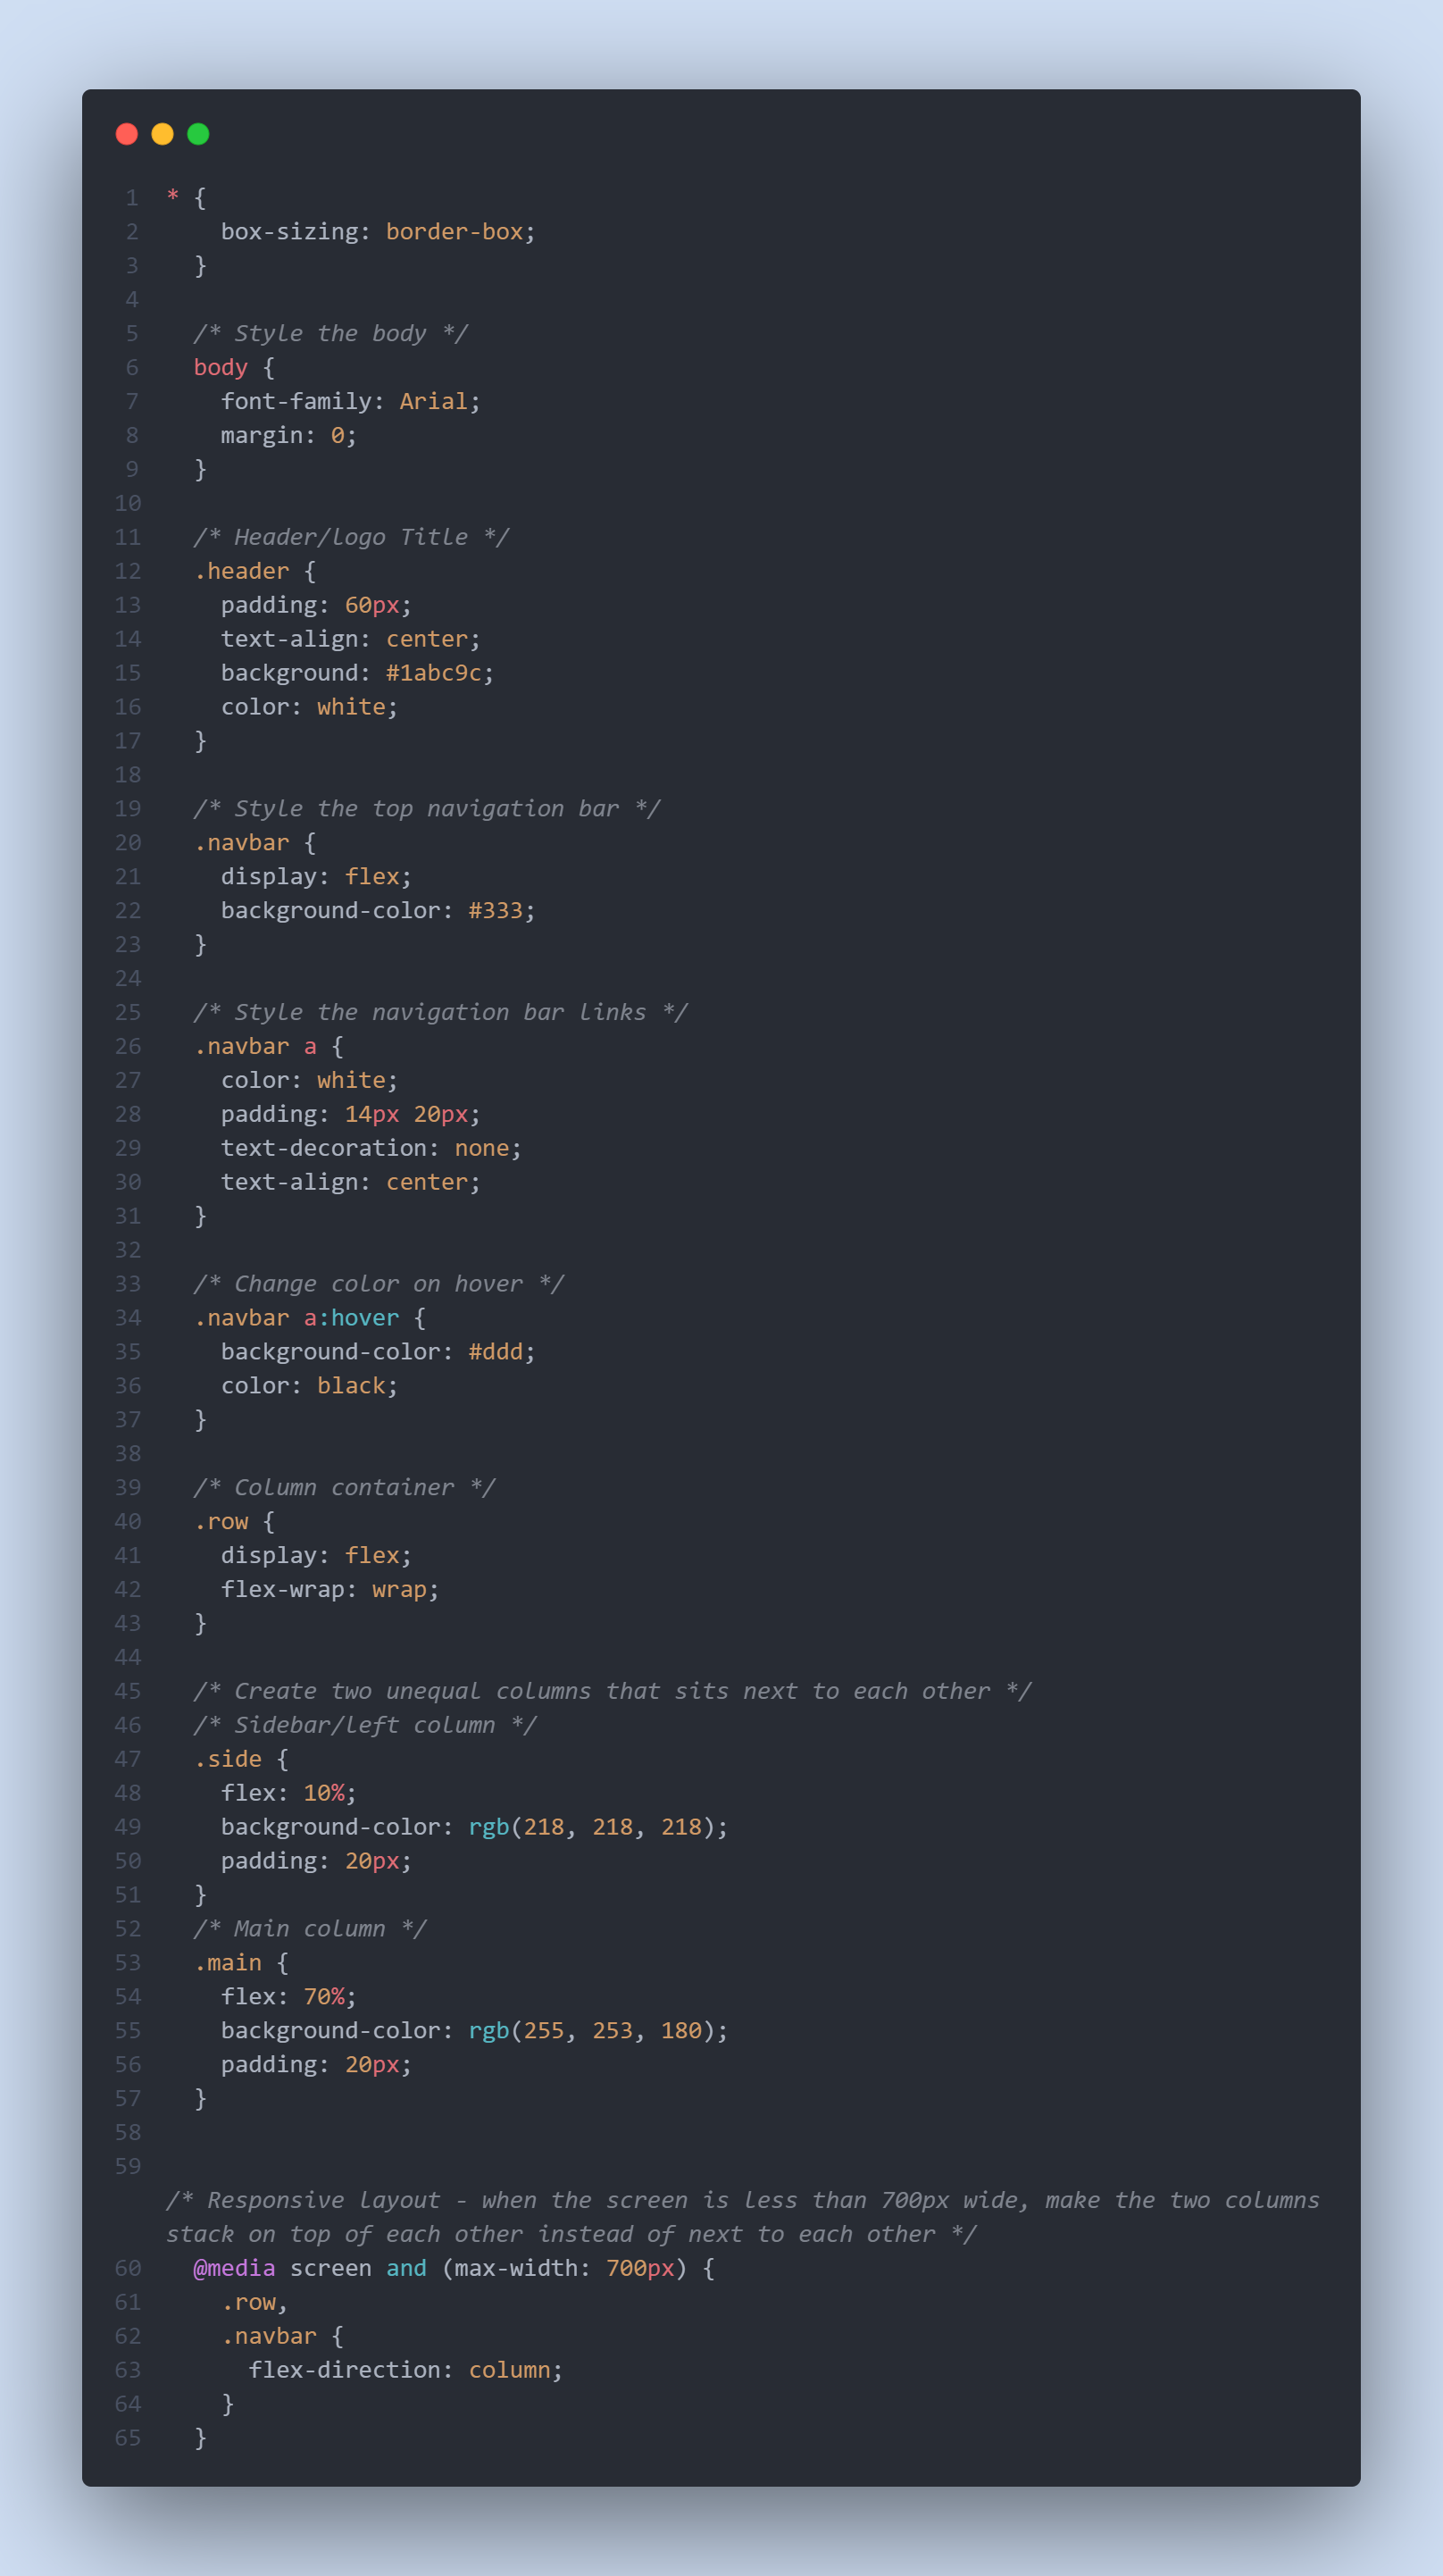 1 * {
2     box-sizing: border-box;
3   }
4
5   /* Style the body */
6   body {
7     font-family: Arial;
8     margin: 0;
9   }
10
11   /* Header/logo Title */
12   .header {
13     padding: 60px;
14     text-align: center;
15     background: #1abc9c;
16     color: white;
17   }
18
19   /* Style the top navigation bar */
20   .navbar {
21     display: flex;
22     background-color: #333;
23   }
24
25   /* Style the navigation bar links */
26   .navbar a {
27     color: white;
28     padding: 14px 20px;
29     text-decoration: none;
30     text-align: center;
31   }
32
33   /* Change color on hover */
34   .navbar a:hover {
35     background-color: #ddd;
36     color: black;
37   }
38
39   /* Column container */
40   .row {
41     display: flex;
42     flex-wrap: wrap;
43   }
44
45   /* Create two unequal columns that sits next to each other */
46   /* Sidebar/left column */
47   .side {
48     flex: 10%;
49     background-color: rgb(218, 218, 218);
50     padding: 20px;
51   }
52   /* Main column */
53   .main {
54     flex: 70%;
55     background-color: rgb(255, 253, 180);
56     padding: 20px;
57   }
58
59
/* Responsive layout - when the screen is less than 700px wide, make the two columns
stack on top of each other instead of next to each other */
60   @media screen and (max-width: 700px) {
61     .row,
62     .navbar {
63       flex-direction: column;
64     }
65   }